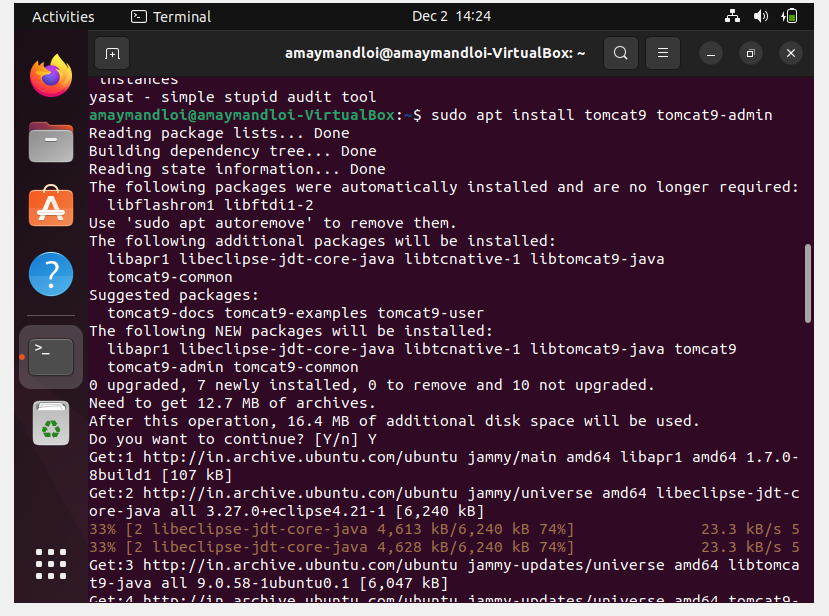 Activities
Terminal
Dec 2 14:24
amaymandloi@amaymandloi-VirtualBox: ~
instances
yasat - simple stupid audit tool
amaymandloi@amaymandloi-VirtualBox:~$ sudo apt install tomcat9 tomcat9-admin
Reading package lists... Done
Building dependency tree... Done
Reading state information... Done
The following packages were automatically installed and are no longer required:
libflashrom1 libftdi1-2
Use 'sudo apt autoremove' to remove them.
The following additional packages will be installed:
libapr1 libeclipse-jdt-core-java libtcnative-1 libtomcat9-java
tomcat9-common
Suggested packages:
tomcat9-docs tomcat9-examples tomcat9-user
The following NEW packages will be installed:
libapr1 libeclipse-jdt-core-java libtcnative-1 libtomcat9-java tomcat9
tomcat9-admin tomcat9-common
0 upgraded, 7 newly installed, 0 to remove and 10 not upgraded.
Need to get 12.7 MB of archives.
After this operation, 16.4 MB of additional disk space will be used.
Do you want to continue? [Y/n] Y
Get:1 http://in.archive.ubuntu.com/ubuntu jammy/main amd64 libapr1 amd64 1.7.0-
8build1 [107 kB]
Get:2 http://in.archive.ubuntu.com/ubuntu jammy/universe amd64 libeclipse-jdt-c
ore-java all 3.27.0+eclipse4.21-1 [6,240 kB]
33% [2 libeclipse-jdt-core-java 4,613 kB/6,240 kB 74%] 23.3 kB/s 5
33% [2 libeclipse-jdt-core-java 4,628 kB/6,240 kB 74%] 23.3 kB/s 5
Get:3 http://in.archive.ubuntu.com/ubuntu jammy-updates/universe amd64 libtomca
t9-java all 9.0.58-1ubuntu0.1 [6,047 kB]
Get:4 http://in.archive.ubuntu.com/ubuntu jammy-updates/universe amd64 tomcat9-